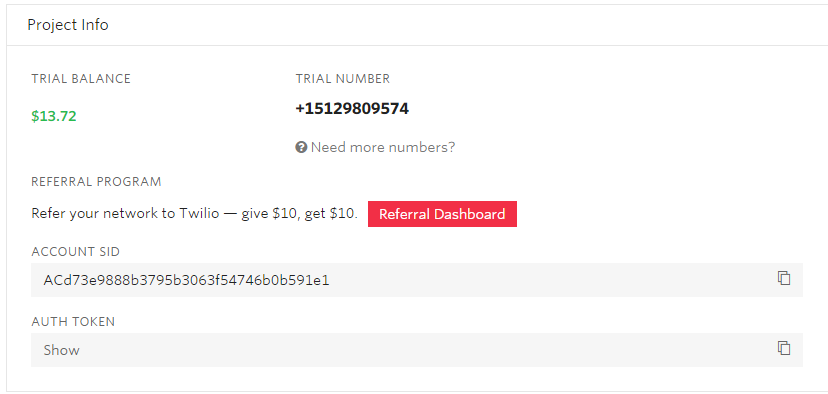 Project Info
TRIAL BALANCE
$13.72
TRIAL NUMBER
+15129809574
Need more numbers?
REFERRAL PROGRAM
Refer your network to Twilio — give $10, get $10. Referral Dashboard
ACCOUNT SID
ACd73e9888b3795b3063f54746b0b591e1
AUTH TOKEN
Show